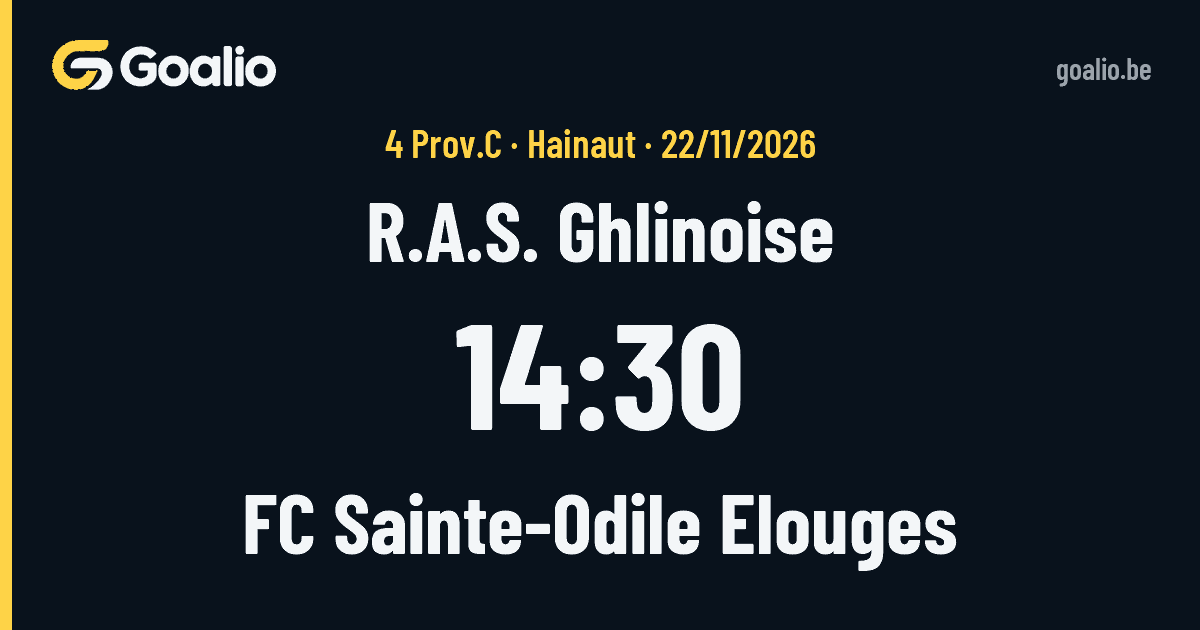 Goalio
goalio.be
4 Prov.C · Hainaut · 22/11/2026
R.A.S. Ghlinoise
14:30
FC Sainte-Odile Elouges